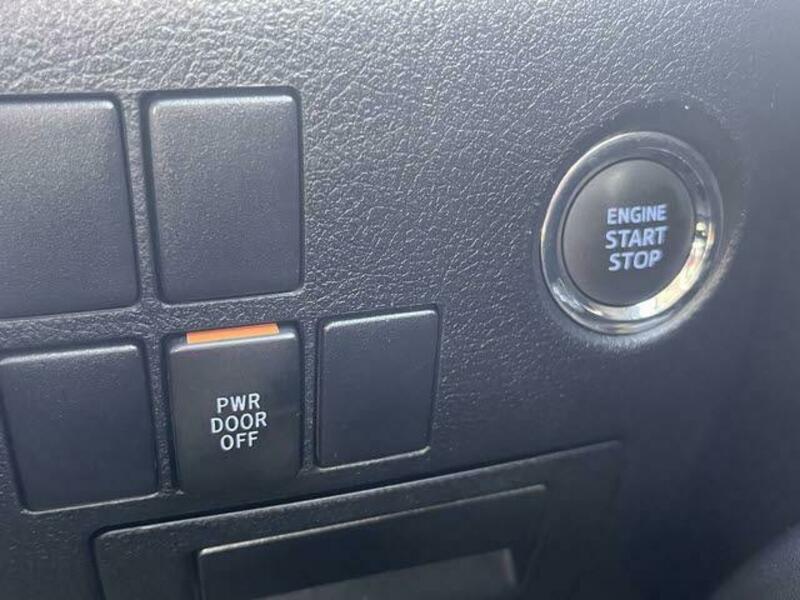 ENGINE
START
STOP
PWR
DOOR
OFF